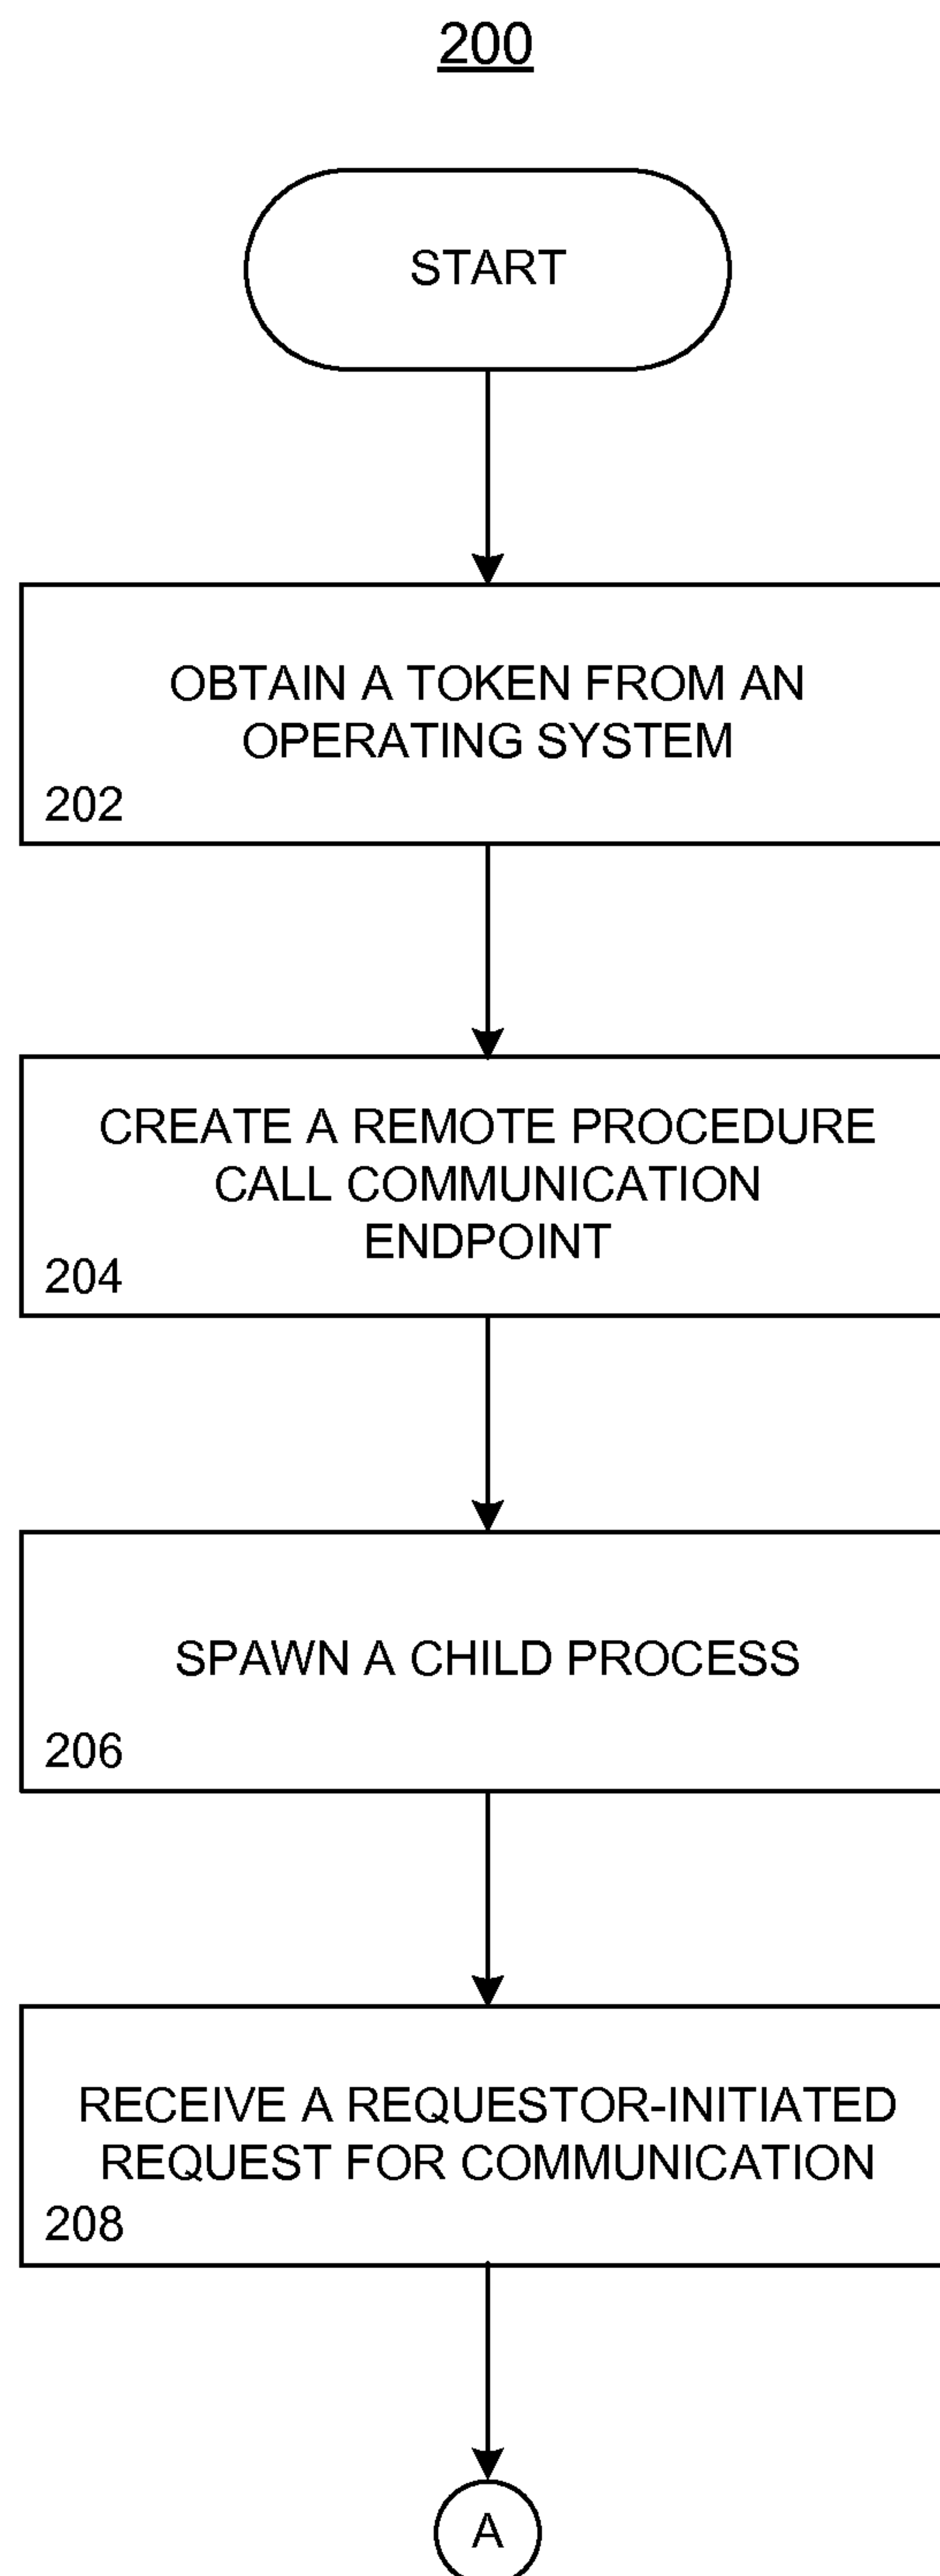 200
START
OBTAIN A TOKEN FROM AN
OPERATING SYSTEM
202
CREATE A REMOTE PROCEDURE
CALL COMMUNICATION
ENDPOINT
204
SPAWN A CHILD PROCESS
206
RECEIVE A REQUESTOR-INITIATED
REQUEST FOR COMMUNICATION
208
A